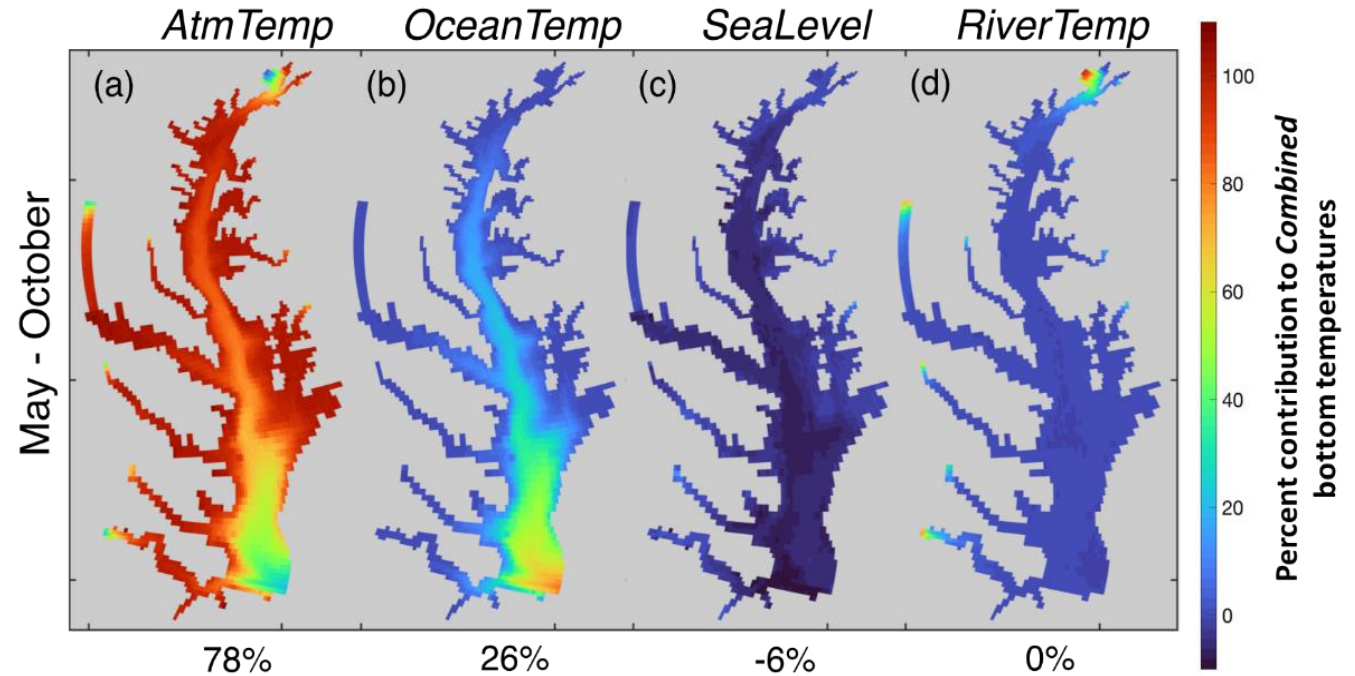 AtmTemp OceanTemp SeaLevel RiverTemp
(a) (b) (c) (d)
May - October
100
80
60
40
20
0
Percent contribution to Combined
bottom temperatures
78% 26% -6% 0%